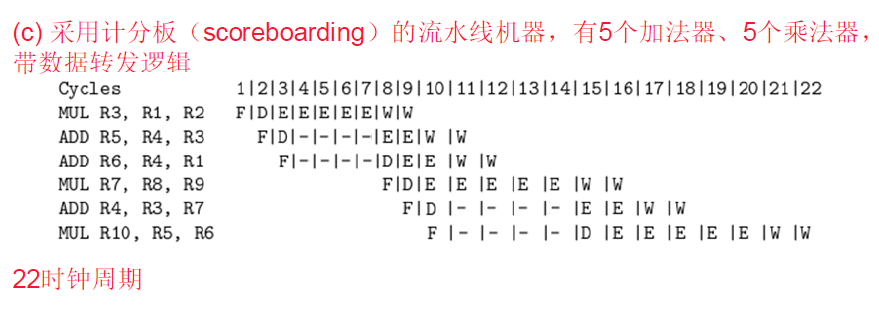 (c) 采用计分板（scoreboarding）的流水线机器，有5个加法器、5个乘法器，
带数据转发逻辑
Cycles 1|2|3|4|5|6|7|8|9|10|11|12|13|14|15|16|17|18|19|20|21|22
MUL R3, R1, R2 F|D|E|E|E|E|E|W|W
ADD R5, R4, R3 F|D|-|-|-|-|E|E|W |W
ADD R6, R4, R1 F|-|-|-|-|D|E|E |W |W
MUL R7, R8, R9 F|D|E |E |E |E |E |W |W
ADD R4, R3, R7 F|D |- |- |- |- |E |E |W |W
MUL R10, R5, R6 F |- |- |- |- |D |E |E |E |E |E |W |W
22时钟周期